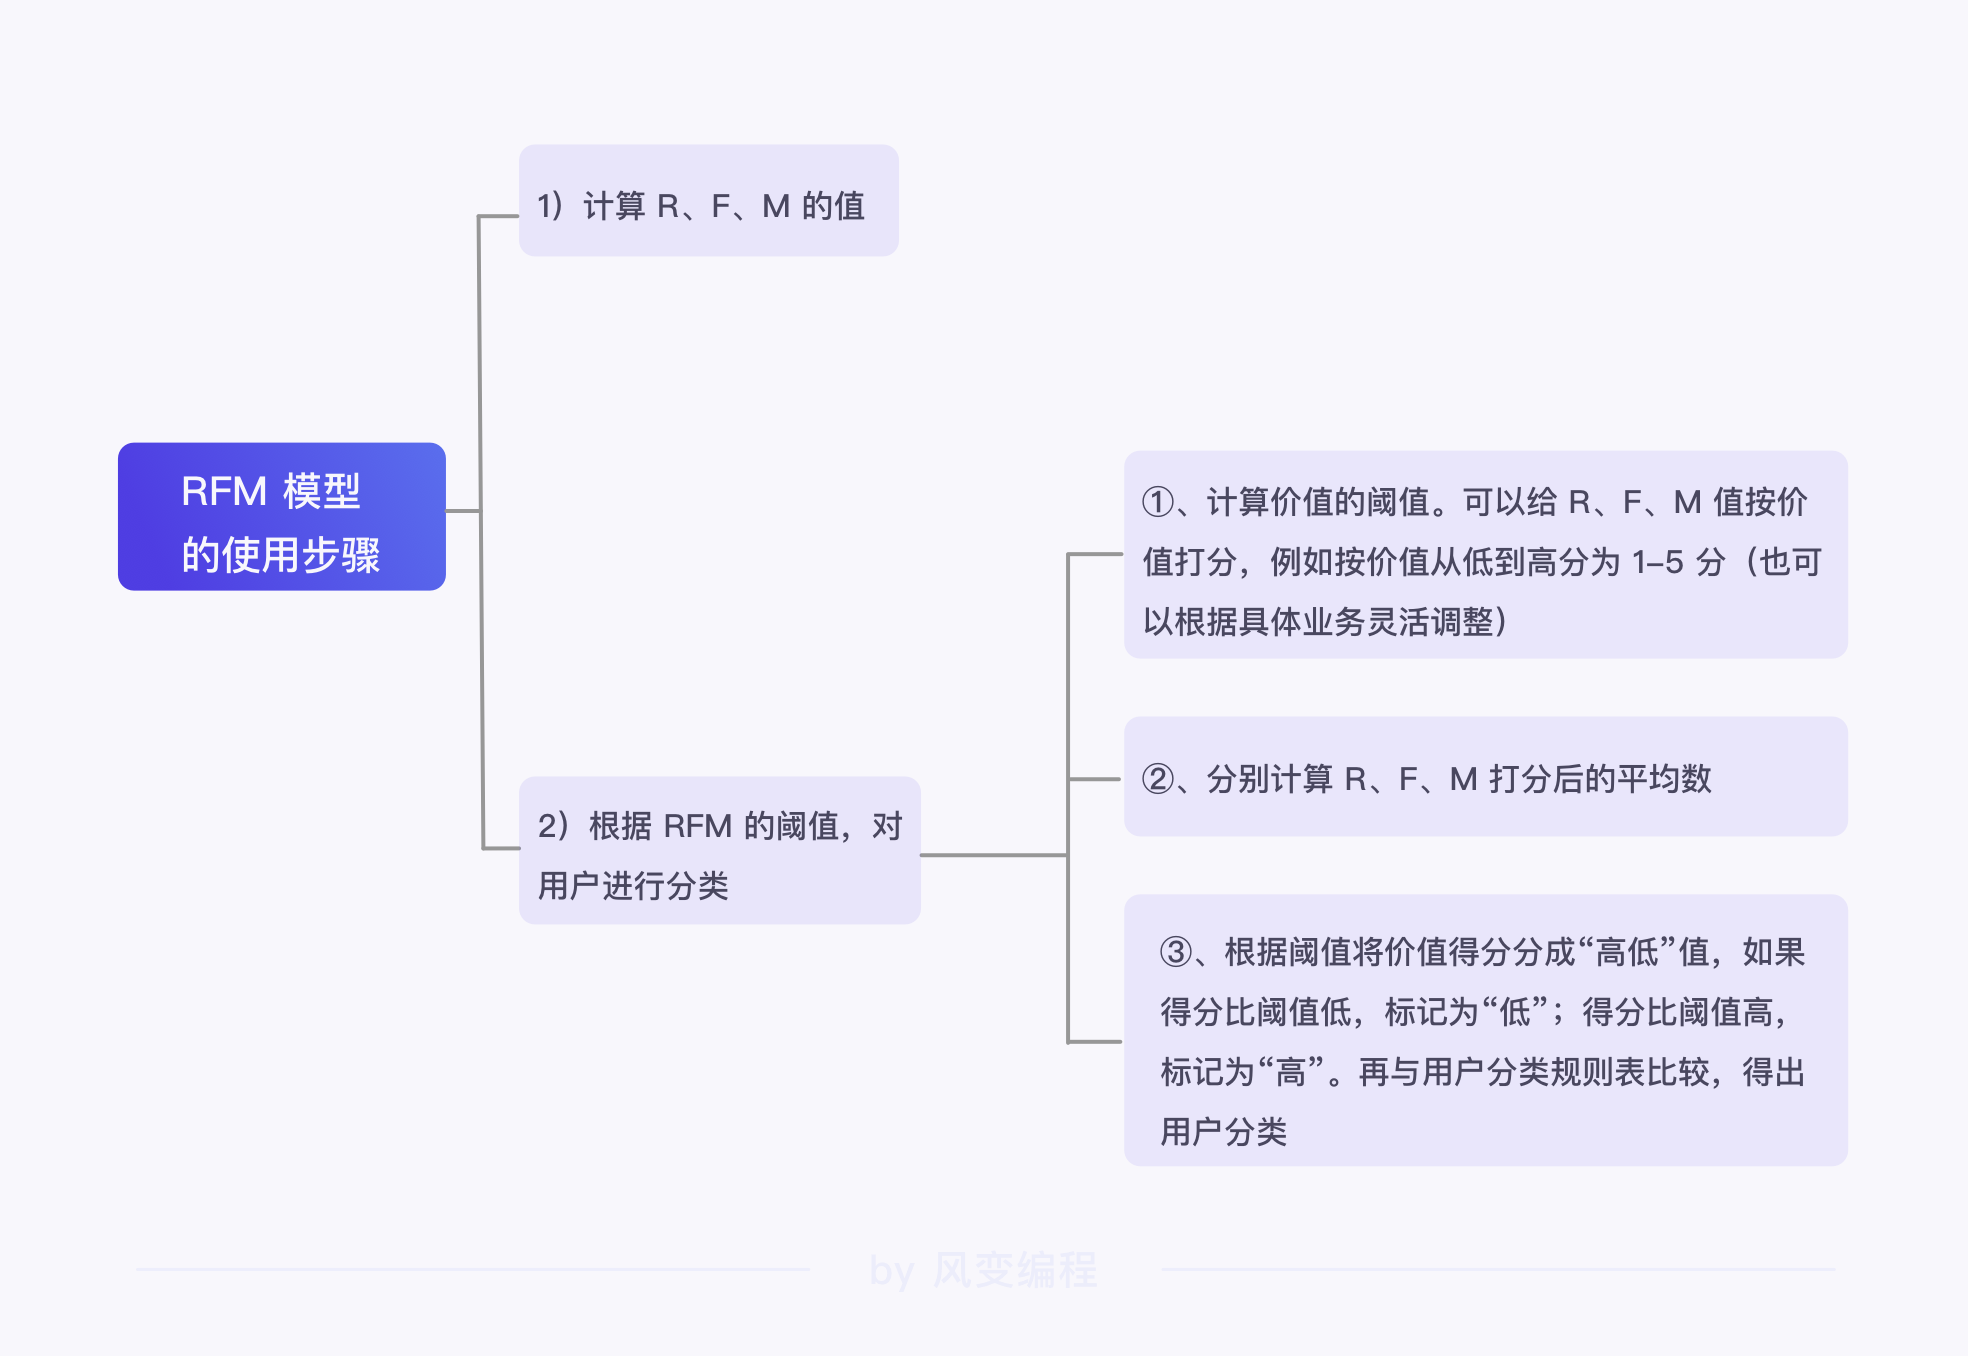 RFM 模型
的使用步骤
1）计算 R、F、M 的值
2）根据 RFM 的阈值，对
用户进行分类
①、计算价值的阈值。可以给 R、F、M 值按价
值打分，例如按价值从低到高分为 1–5 分（也可
以根据具体业务灵活调整）
②、分别计算 R、F、M 打分后的平均数
③、根据阈值将价值得分分成“高低”值，如果
得分比阈值低，标记为“低”；得分比阈值高，
标记为“高”。再与用户分类规则表比较，得出
用户分类
by 风变编程